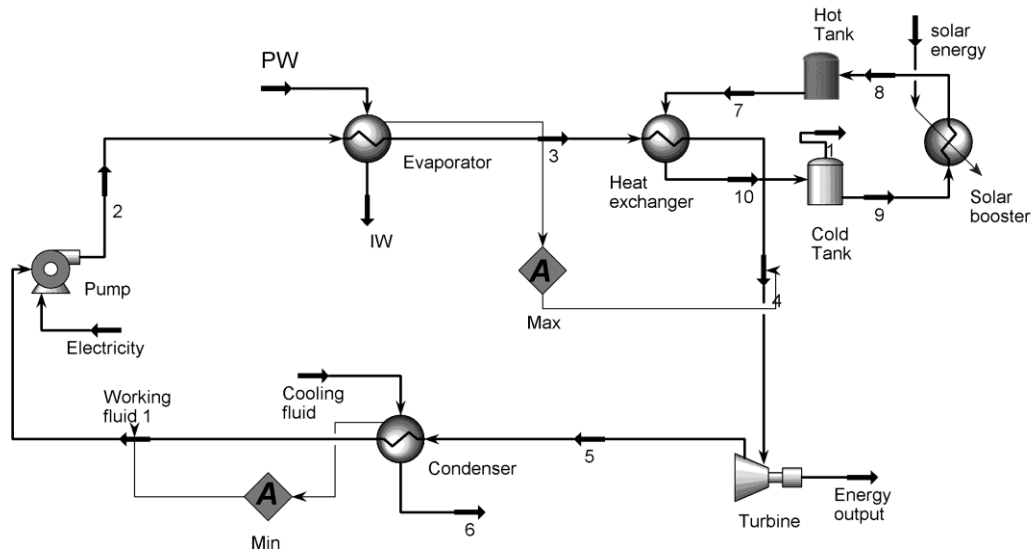 Hot
Tank
solar
energy
PW
7
8
3
Evaporator
Heat
exchanger
10
1
9
Cold
Tank
Solar
booster
2
IW
A
Max
4
Pump
Electricity
Working
fluid 1
Cooling
fluid
Condenser
5
A
Min
6
Turbine
Energy
output